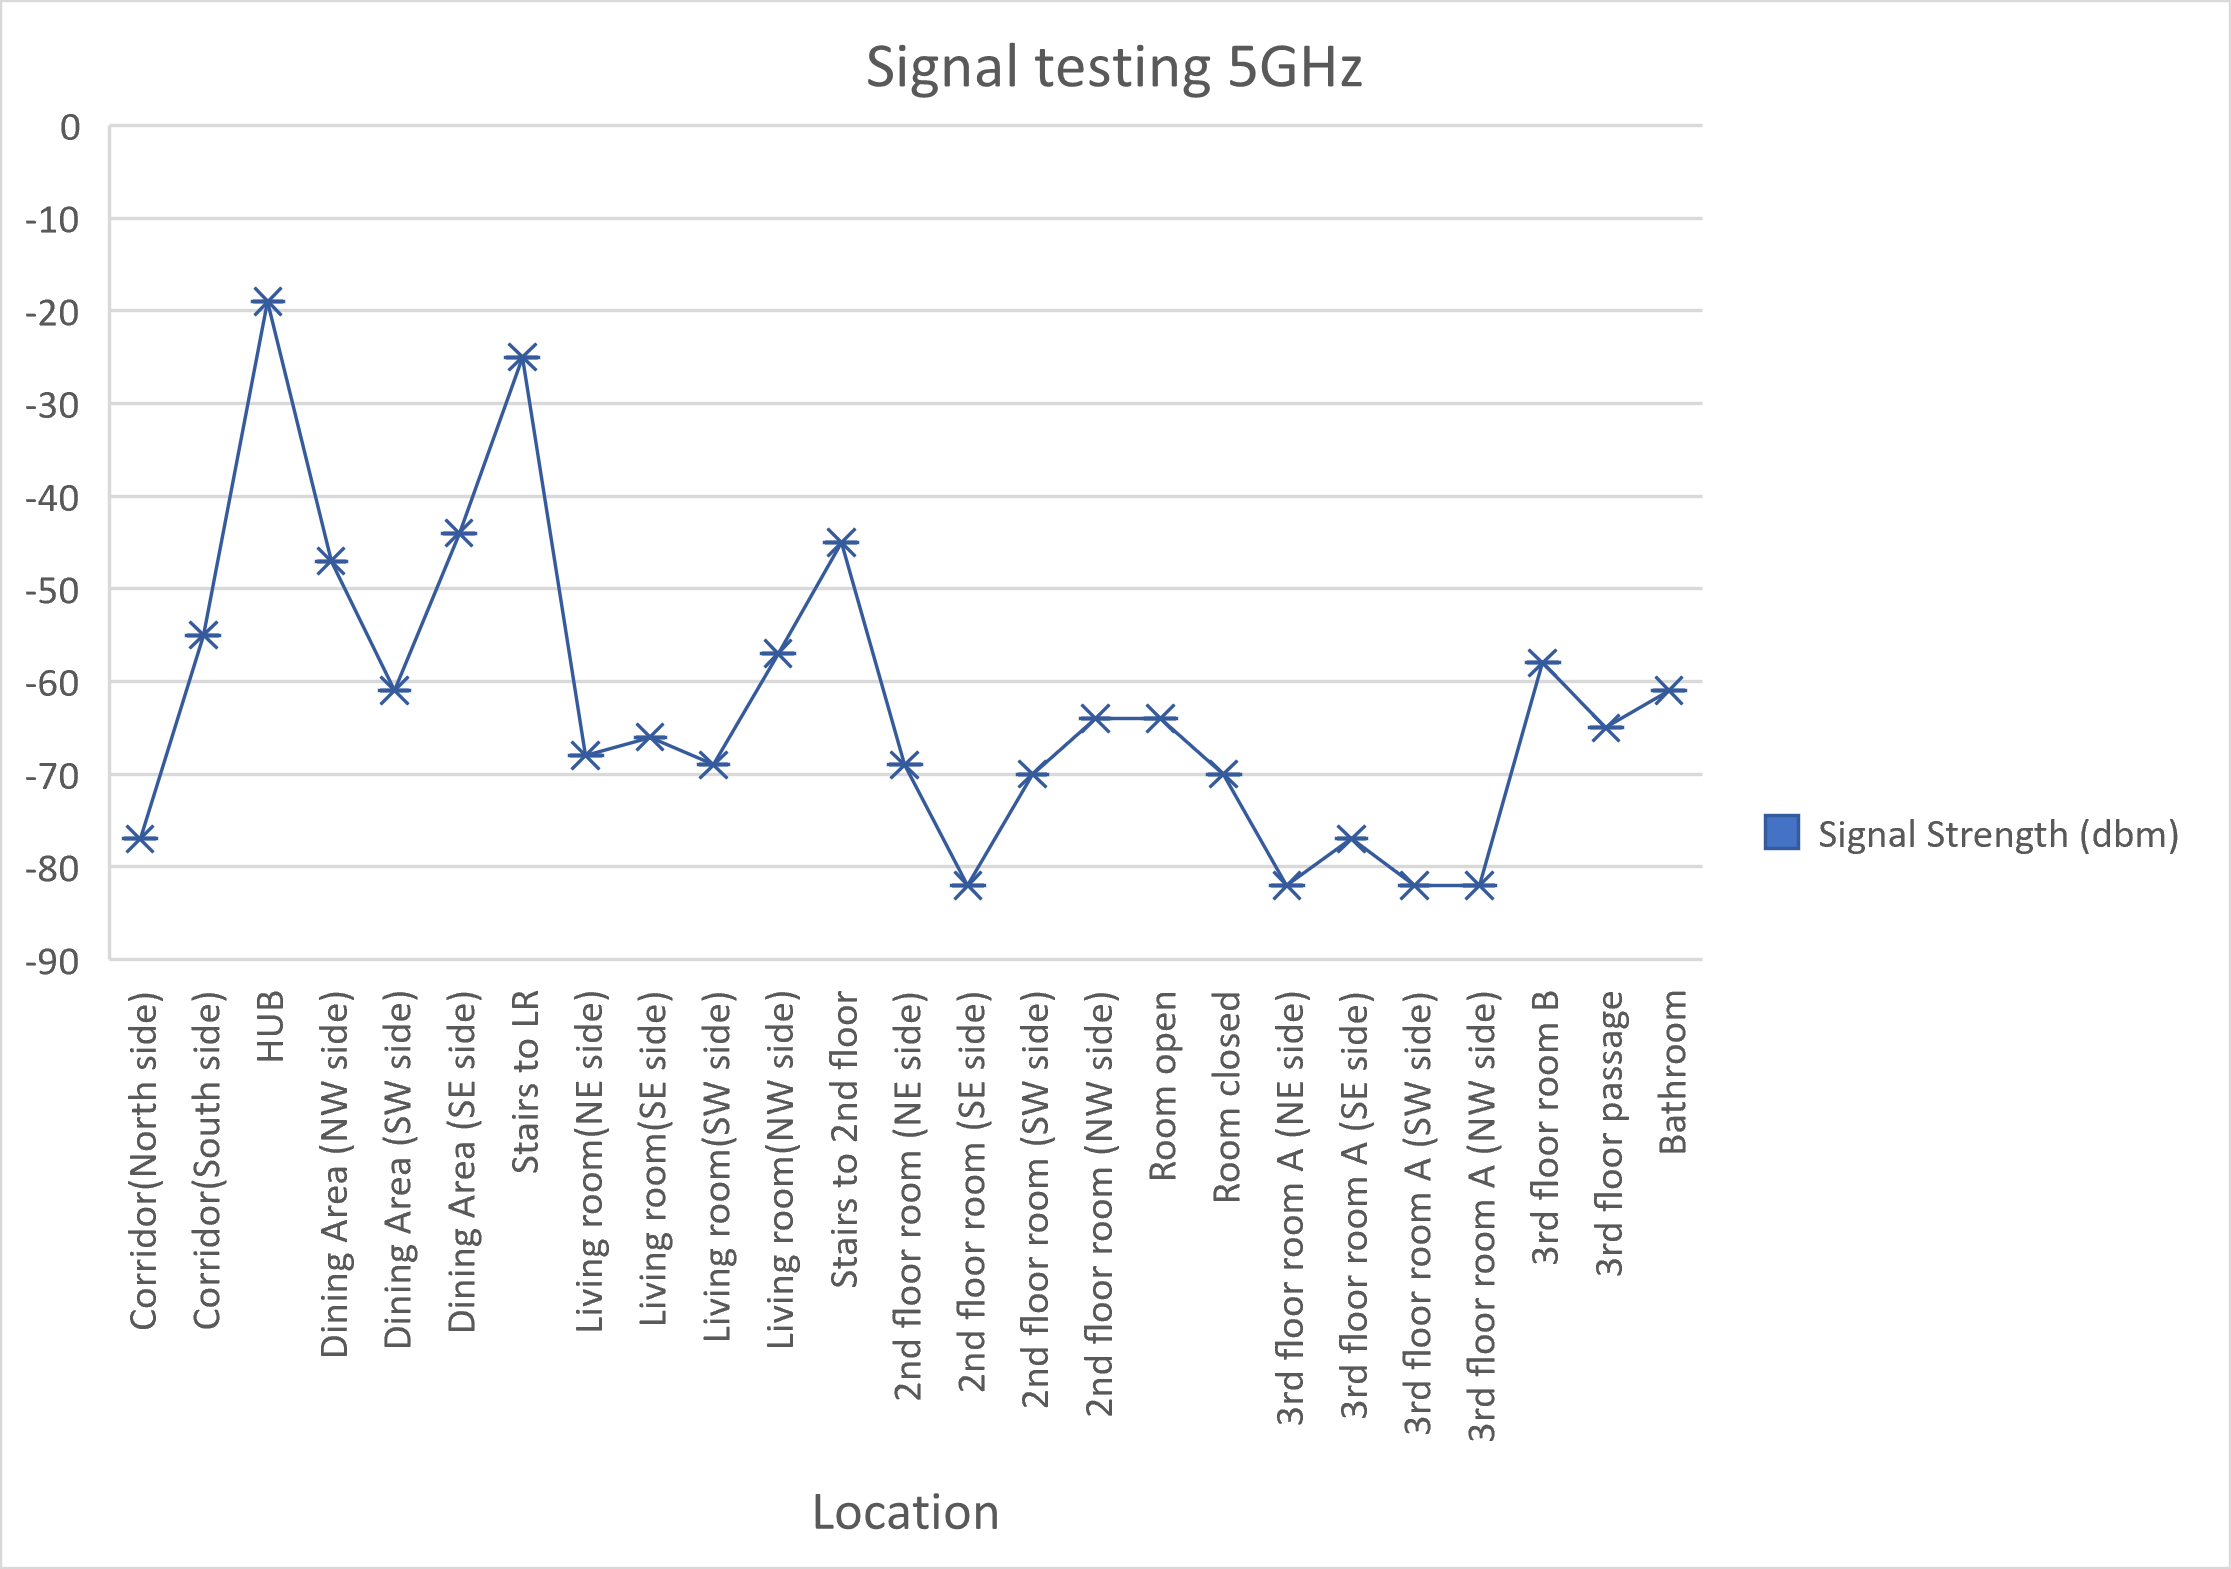 Signal testing 5GHz
0
-10
-20
-30
-40
-50
-60
-70
-80
-90
Corridor(North side)
Corridor(South side)
HUB
Dining Area (NW side)
Dining Area (SW side)
Dining Area (SE side)
Stairs to LR
Living room(NE side)
Living room(SE side)
Living room(SW side)
Living room(NW side)
Stairs to 2nd floor
2nd floor room (NE side)
2nd floor room (SE side)
2nd floor room (SW side)
2nd floor room (NW side)
Room open
Room closed
3rd floor room A (NE side)
3rd floor room A (SE side)
3rd floor room A (SW side)
3rd floor room A (NW side)
3rd floor room B
3rd floor passage
Bathroom
Location
Signal Strength (dbm)